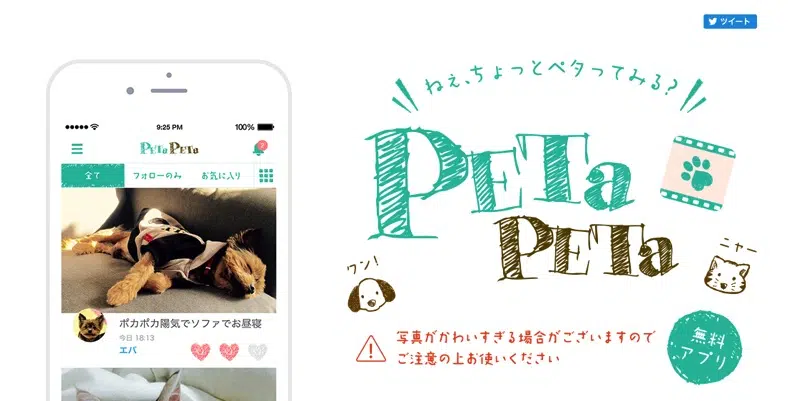 ツイート
ねぇ、ちょっとペタってみる?
PETa
PETa
ワン!
ニャー
写真がかわいすぎる場合がございますので
ご注意の上お使いください
無料
アプリ
9:25 PM
100%
PETaPETa
2
全て
フォローのみ
お気に入り
ポカポカ陽気でソファでお昼寝
今日 18:13
エバ